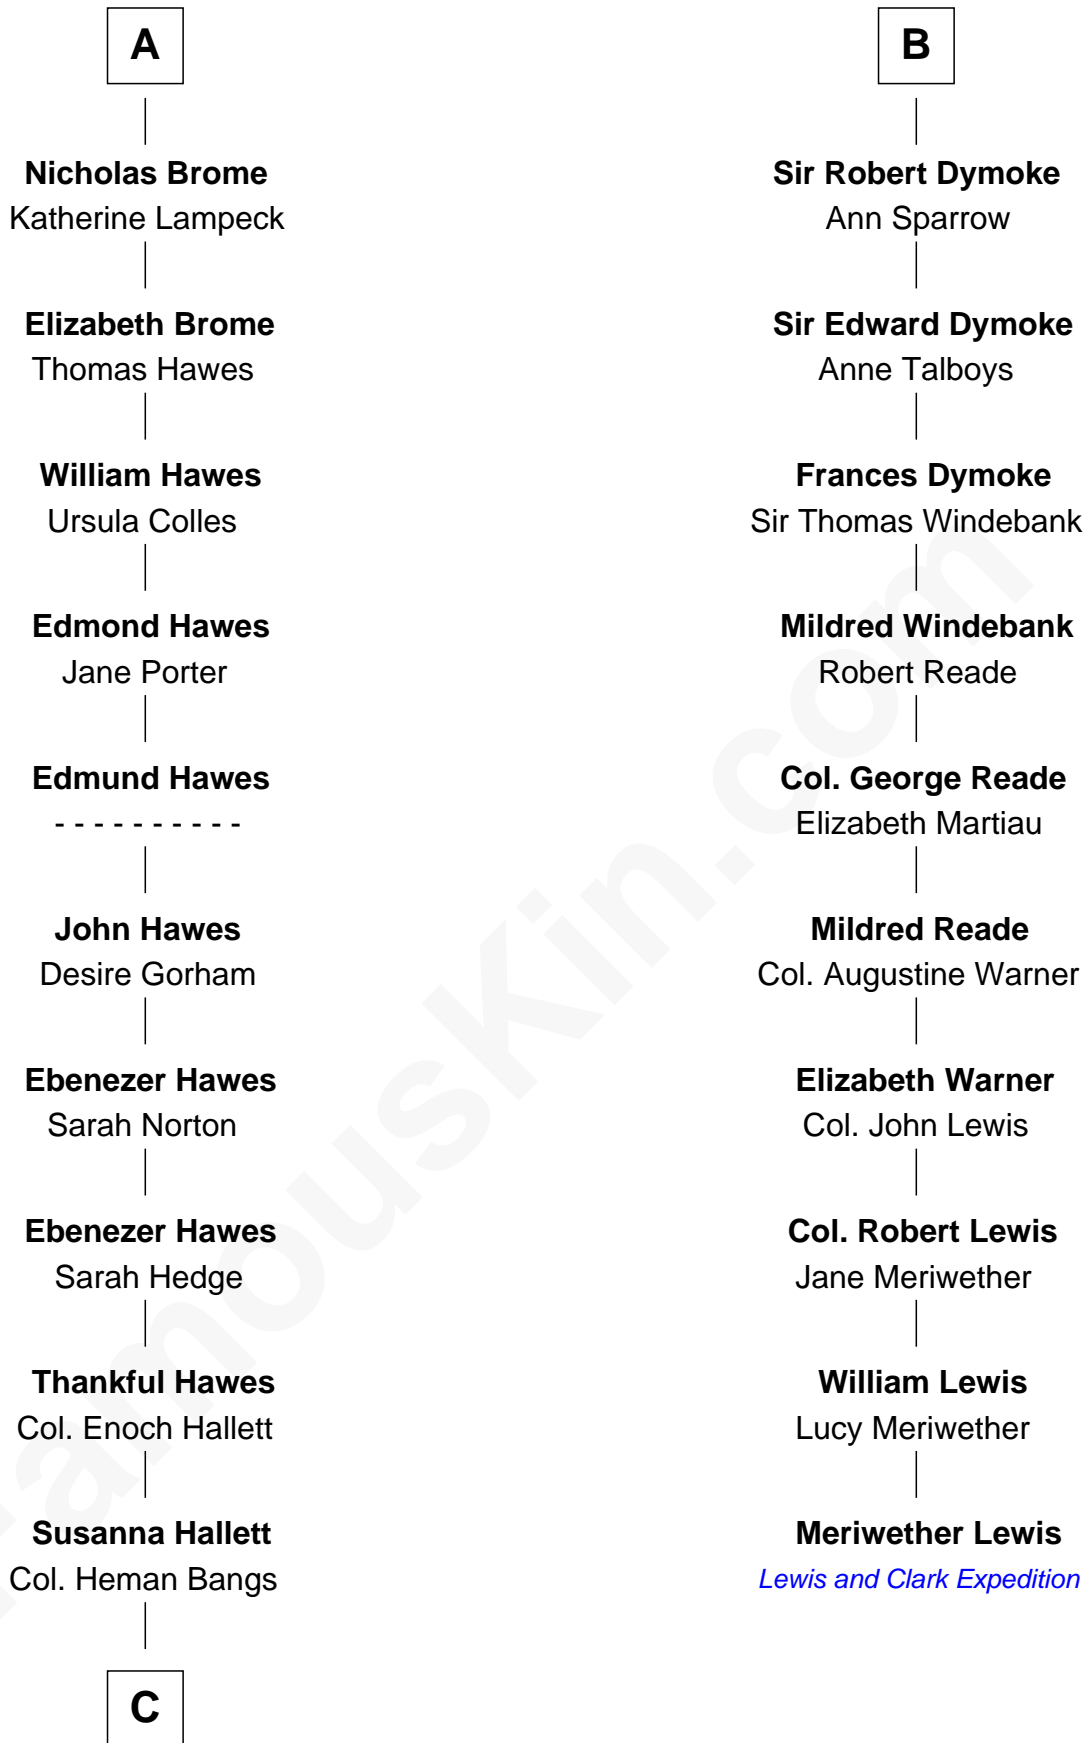 A
Nicholas Brome
Katherine Lampeck
Elizabeth Brome
Thomas Hawes
William Hawes
Ursula Colles
Edmond Hawes
Jane Porter
Edmund Hawes
- - - - - - - - - -
John Hawes
Desire Gorham
Ebenezer Hawes
Sarah Norton
Ebenezer Hawes
Sarah Hedge
Thankful Hawes
Col. Enoch Hallett
Susanna Hallett
Col. Heman Bangs
C
B
Sir Robert Dymoke
Ann Sparrow
Sir Edward Dymoke
Anne Talboys
Frances Dymoke
Sir Thomas Windebank
Mildred Windebank
Robert Reade
Col. George Reade
Elizabeth Martiau
Mildred Reade
Col. Augustine Warner
Elizabeth Warner
Col. John Lewis
Col. Robert Lewis
Jane Meriwether
William Lewis
Lucy Meriwether
Meriwether Lewis
Lewis and Clark Expedition
FamousKin.com